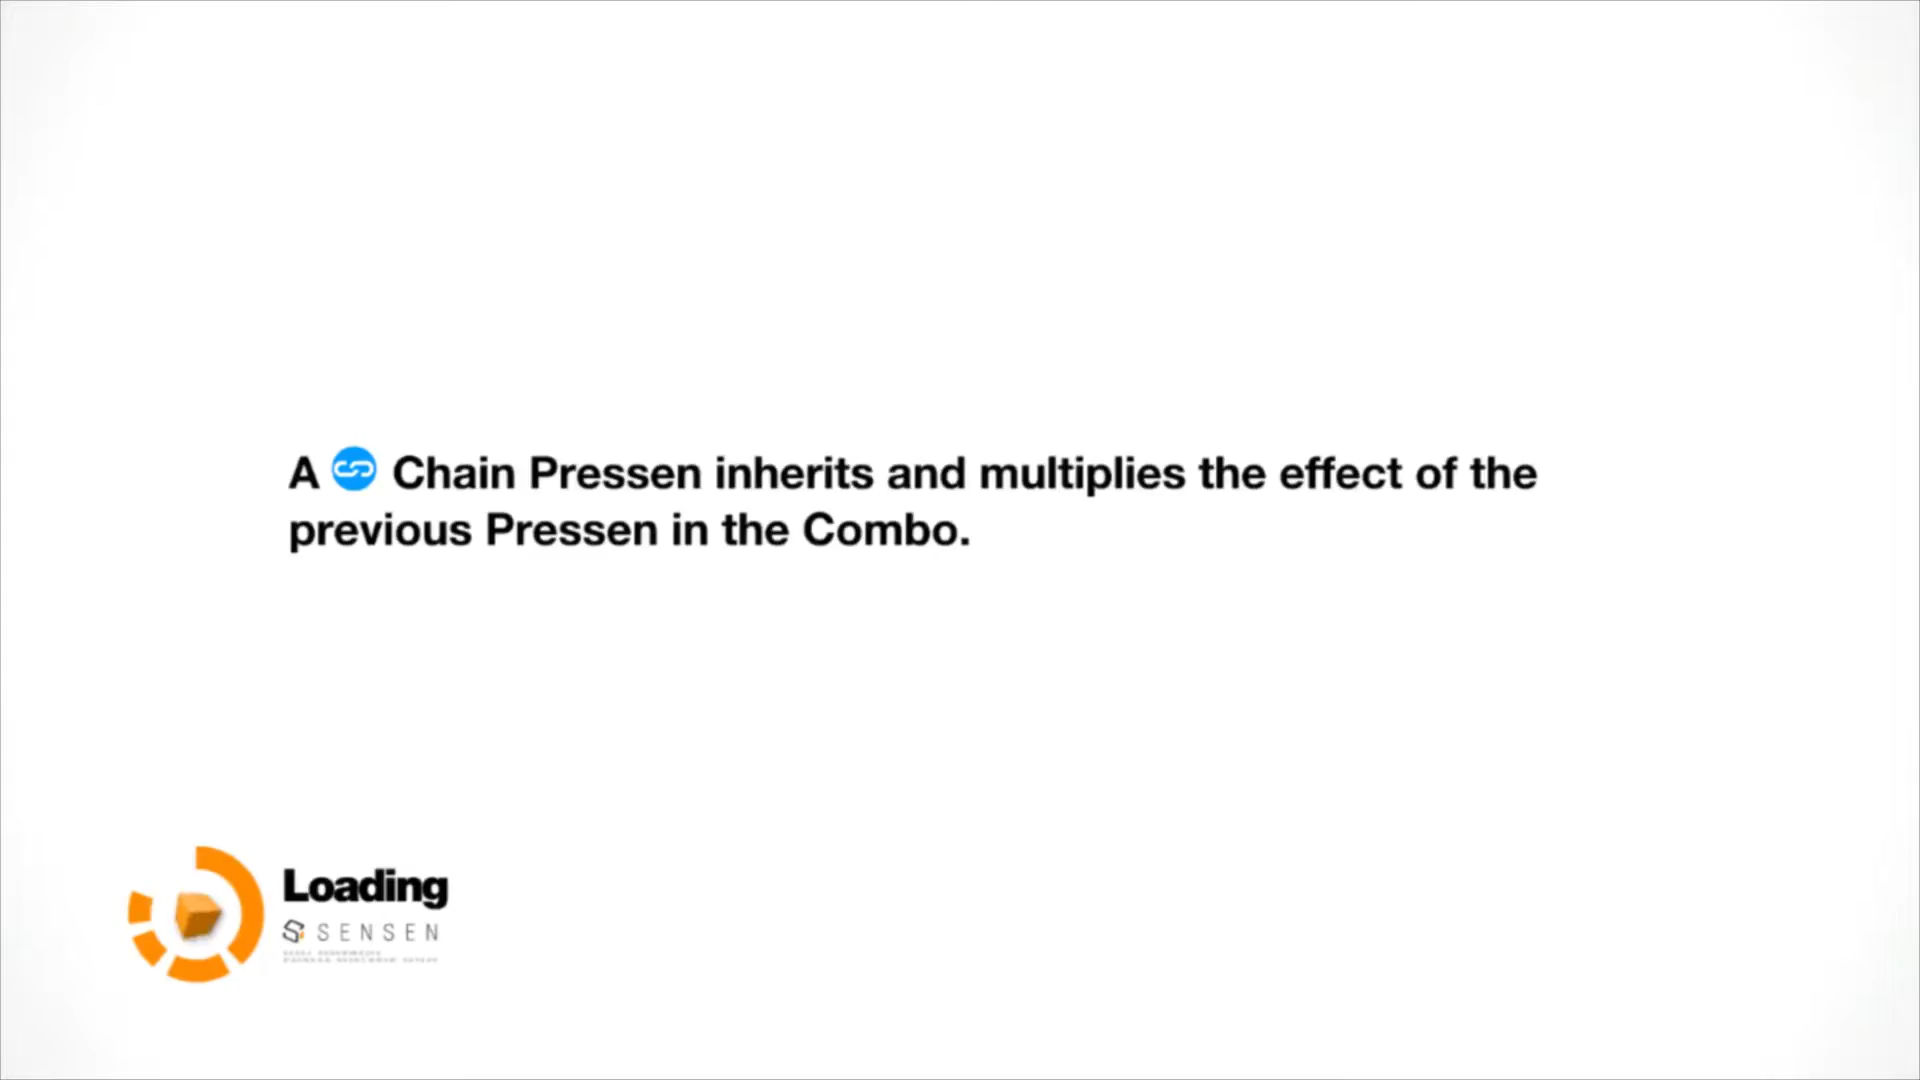 A Chain Pressen inherits and multiplies the effect of the
previous Pressen in the Combo.
Loading
SENSEN